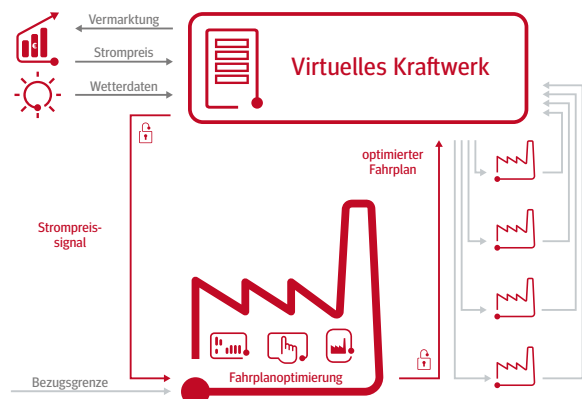 Vermarktung
Strompreis
Wetterdaten
€
Virtuelles Kraftwerk
optimierter
Fahrplan
Strompreis-
signal
Fahrplanoptimierung
Bezugsgrenze